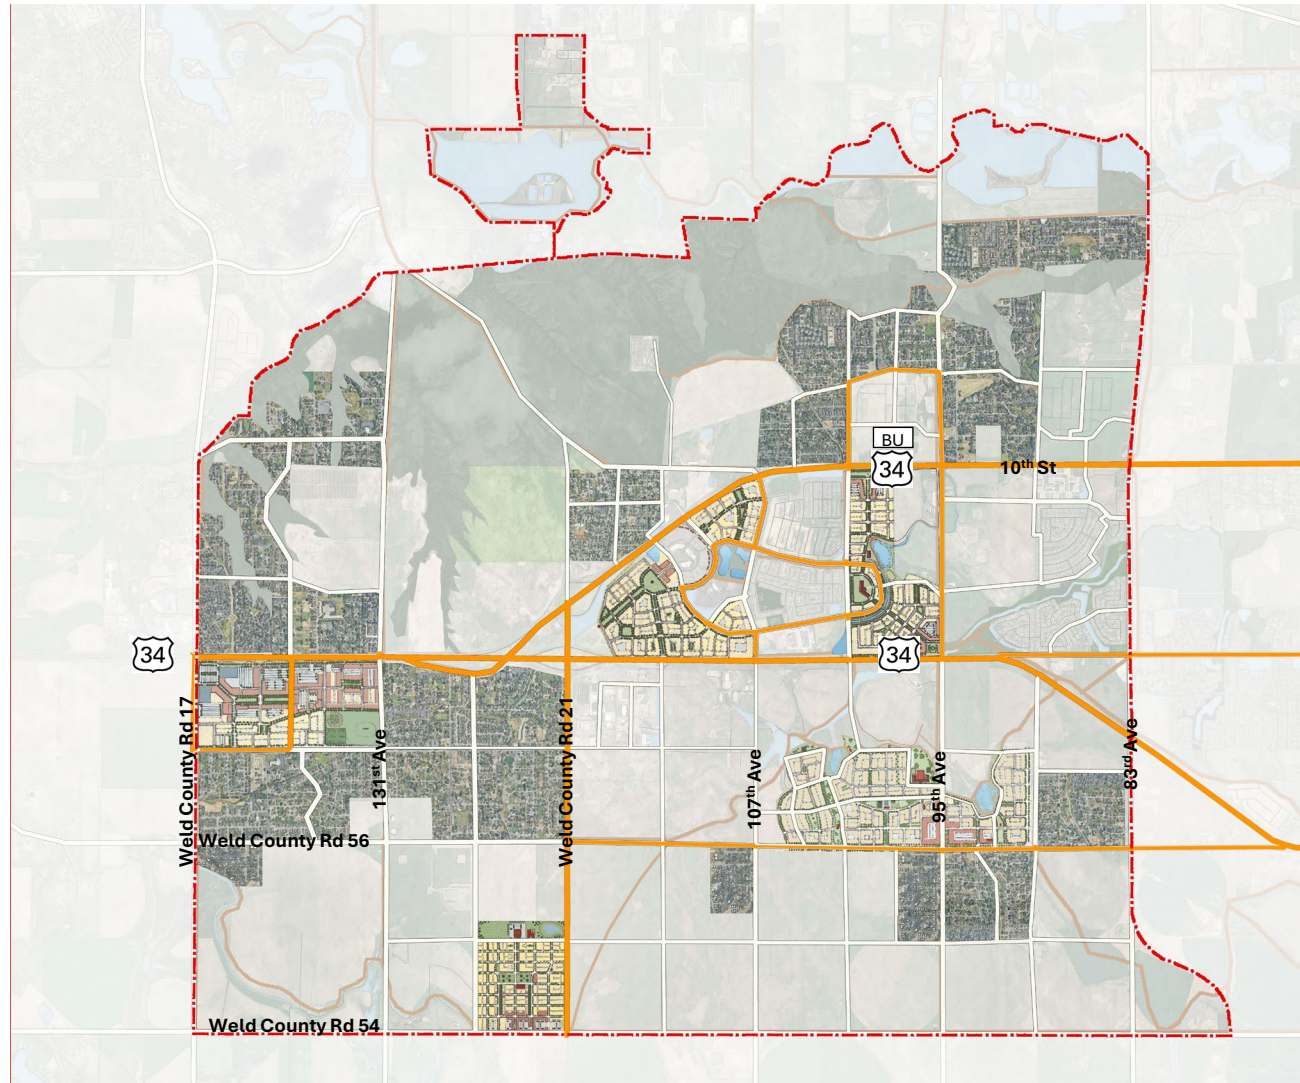 BU
34
10th St
34
34
Weld County Rd 17
131st Ave
Weld County Rd 21
107th Ave
95th Ave
83rd Ave
Weld County Rd 56
Weld County Rd 54